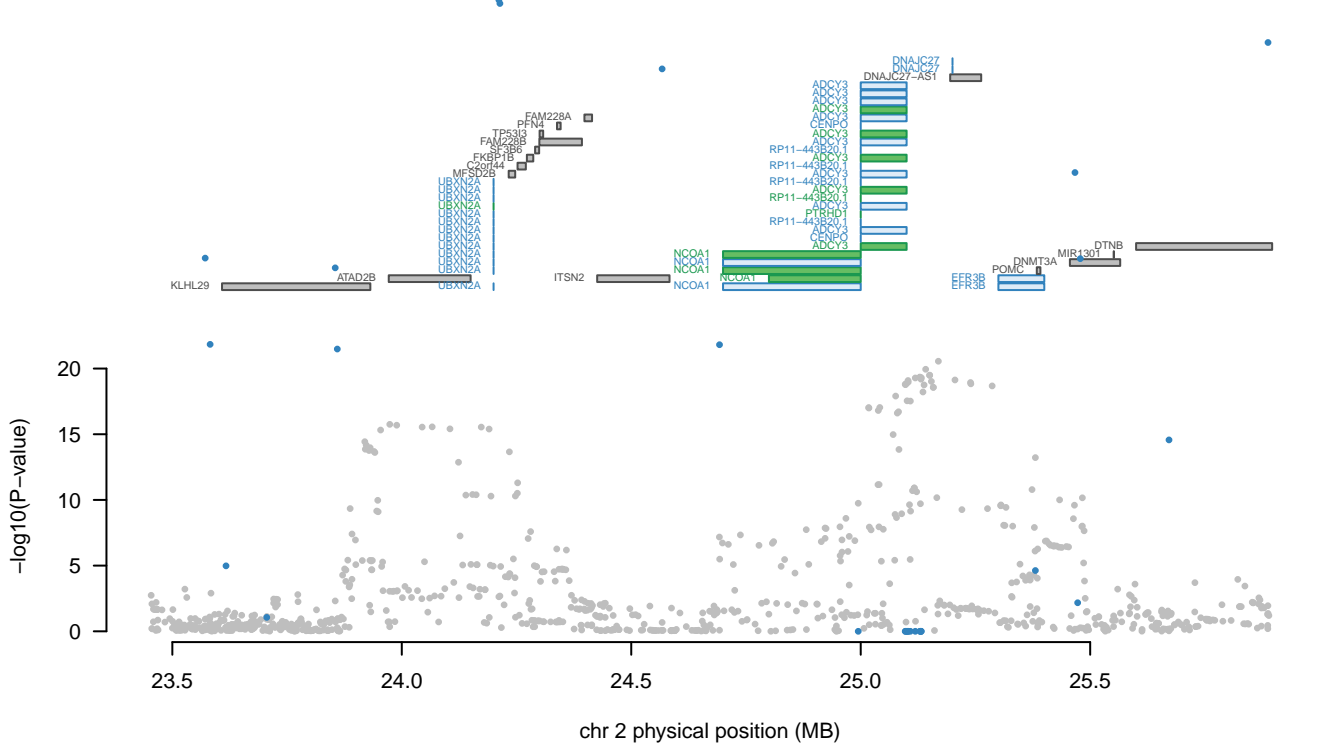 DNAJC27
DNAJC27
DNAJC27−AS1
ADCY3
ADCY3
ADCY3
ADCY3
FAM228A ADCY3
PFN4 CENPO
TP53I3 ADCY3
FAM228B ADCY3
SF3B6 RP11−443B20.1
FKBP1B ADCY3
C2orf44 RP11−443B20.1
MFSD2B ADCY3
UBXN2A RP11−443B20.1
UBXN2A ADCY3
UBXN2A RP11−443B20.1
UBXN2A ADCY3
UBXN2A PTRHD1
UBXN2A RP11−443B20.1
UBXN2A ADCY3
UBXN2A CENPO
UBXN2A ADCY3 DTNB
UBXN2A NCOA1 MIR1301
UBXN2A NCOA1 DNMT3A
UBXN2A NCOA1 POMC
ATAD2B ITSN2 NCOA1 EFR3B
KLHL29 UBXN2A NCOA1 EFR3B
20
15
10
5
0
−log10(P−value)
23.5 24.0 24.5 25.0 25.5
chr 2 physical position (MB)